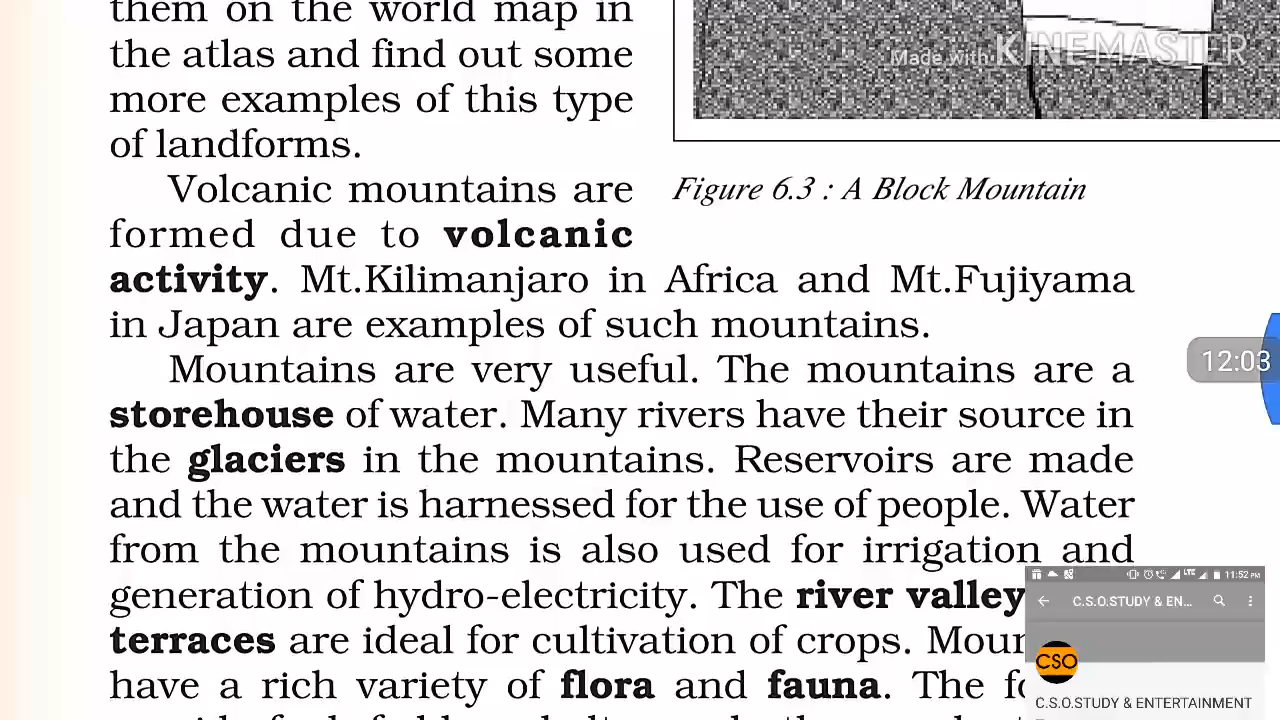 them on the world map in
the atlas and find out some
more examples of this type
of landforms.
Volcanic mountains are
formed due to volcanic
activity. Mt.Kilimanjaro in Africa and Mt.Fujiyama
in Japan are examples of such mountains.
Mountains are very useful. The mountains are a
storehouse of water. Many rivers have their source in
the glaciers in the mountains. Reservoirs are made
and the water is harnessed for the use of people. Water
from the mountains is also used for irrigation and
generation of hydro-electricity. The river valley
terraces are ideal for cultivation of crops. Moun
have a rich variety of flora and fauna. The fo
Made with KINEMASTER
Figure 6.3 : A Block Mountain
12:03
LTE 11:52 PM
C.S.O.STUDY & EN...
CSO
C.S.O.STUDY & ENTERTAINMENT